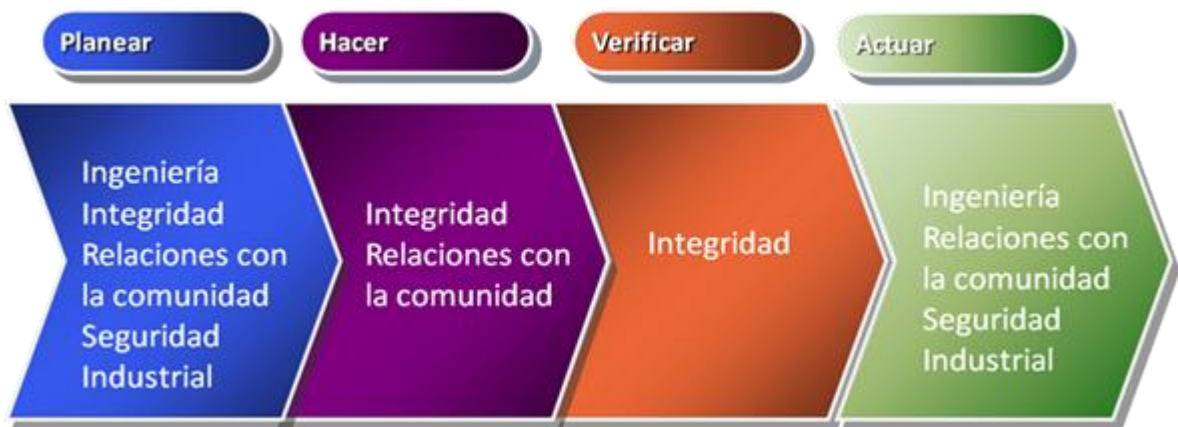 Planear
Hacer
Verificar
Actuar
Ingeniería
Integridad
Relaciones con
la comunidad
Seguridad
Industrial
Integridad
Relaciones con
la comunidad
Integridad
Ingeniería
Relaciones con
la comunidad
Seguridad
Industrial